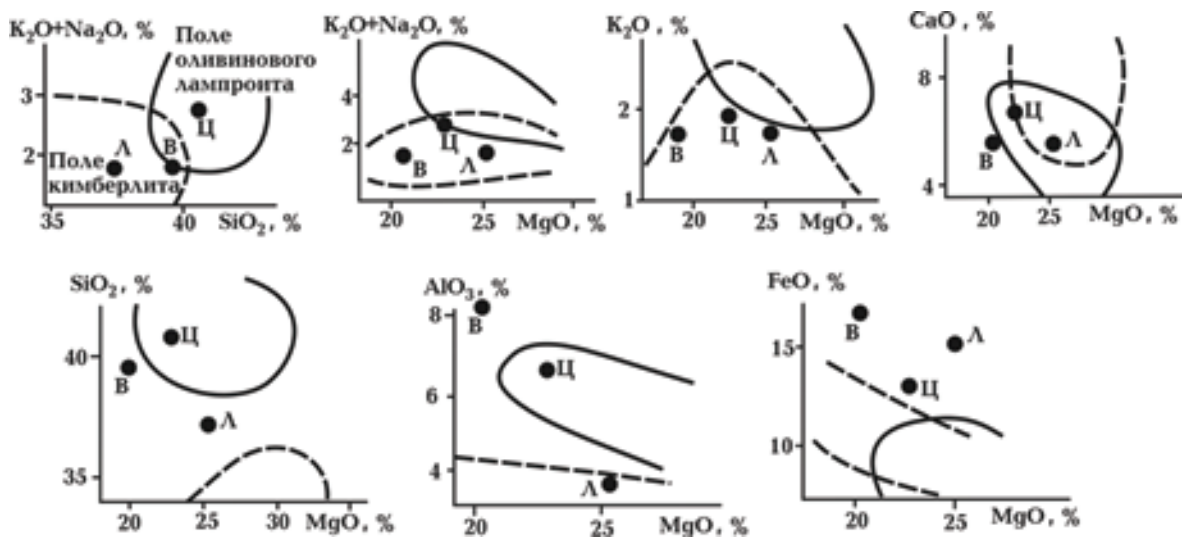 K₂O+Na₂O, %
Поле
оливинового
лампроита
3
2
Ц
Л
В
Поле
кимберлита
35
40
SiO₂, %
K₂O+Na₂O, %
4
2
Ц
В
Л
20
25
MgO, %
K₂O, %
2
1
В
Ц
Л
20
25
MgO, %
CaO, %
8
4
Ц
В
Л
20
25
MgO, %
SiO₂, %
40
35
Ц
В
Л
20
25
30
MgO, %
AlO₃, %
8
6
4
В
Ц
Л
20
25
MgO, %
FeO, %
15
10
В
Л
Ц
20
25
MgO, %